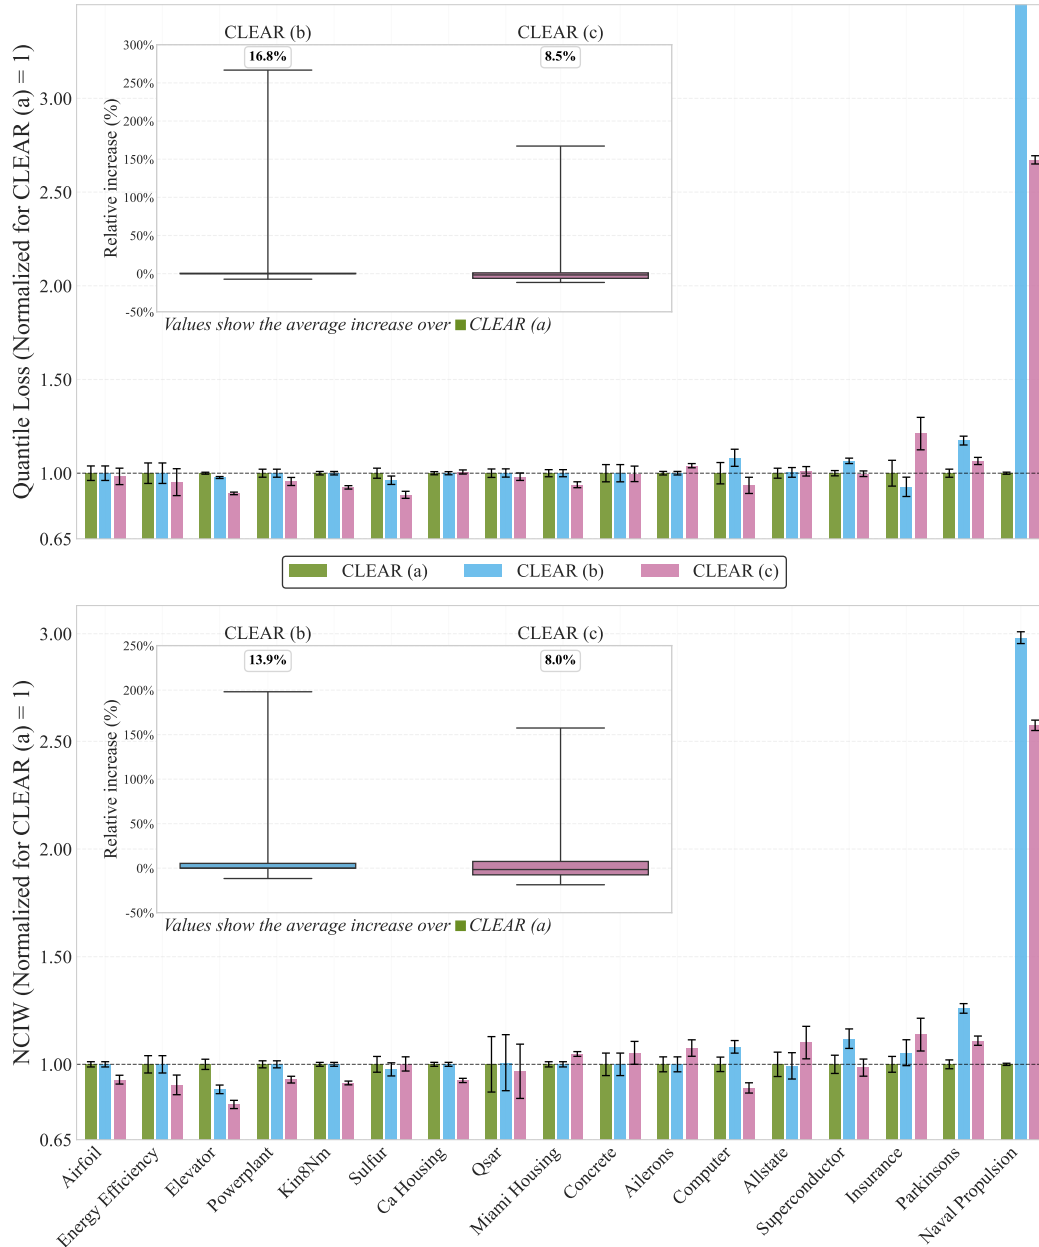 Quantile Loss (Normalized for CLEAR (a) = 1)
3.00
2.50
2.00
1.50
1.00
0.65
CLEAR (b)
CLEAR (c)
16.8%
8.5%
Relative increase (%)
300%
250%
200%
150%
100%
50%
0%
-50%
Values show the average increase over CLEAR (a)
CLEAR (a)
CLEAR (b)
CLEAR (c)
NCIW (Normalized for CLEAR (a) = 1)
3.00
2.50
2.00
1.50
1.00
0.65
CLEAR (b)
CLEAR (c)
13.9%
8.0%
Relative increase (%)
250%
200%
150%
100%
50%
0%
-50%
Values show the average increase over CLEAR (a)
Airfoil
Energy Efficiency
Elevator
Powerplant
Kin8Nm
Sulfur
Ca Housing
Qsar
Miami Housing
Concrete
Ailerons
Computer
Allstate
Superconductor
Insurance
Parkinsons
Naval Propulsion